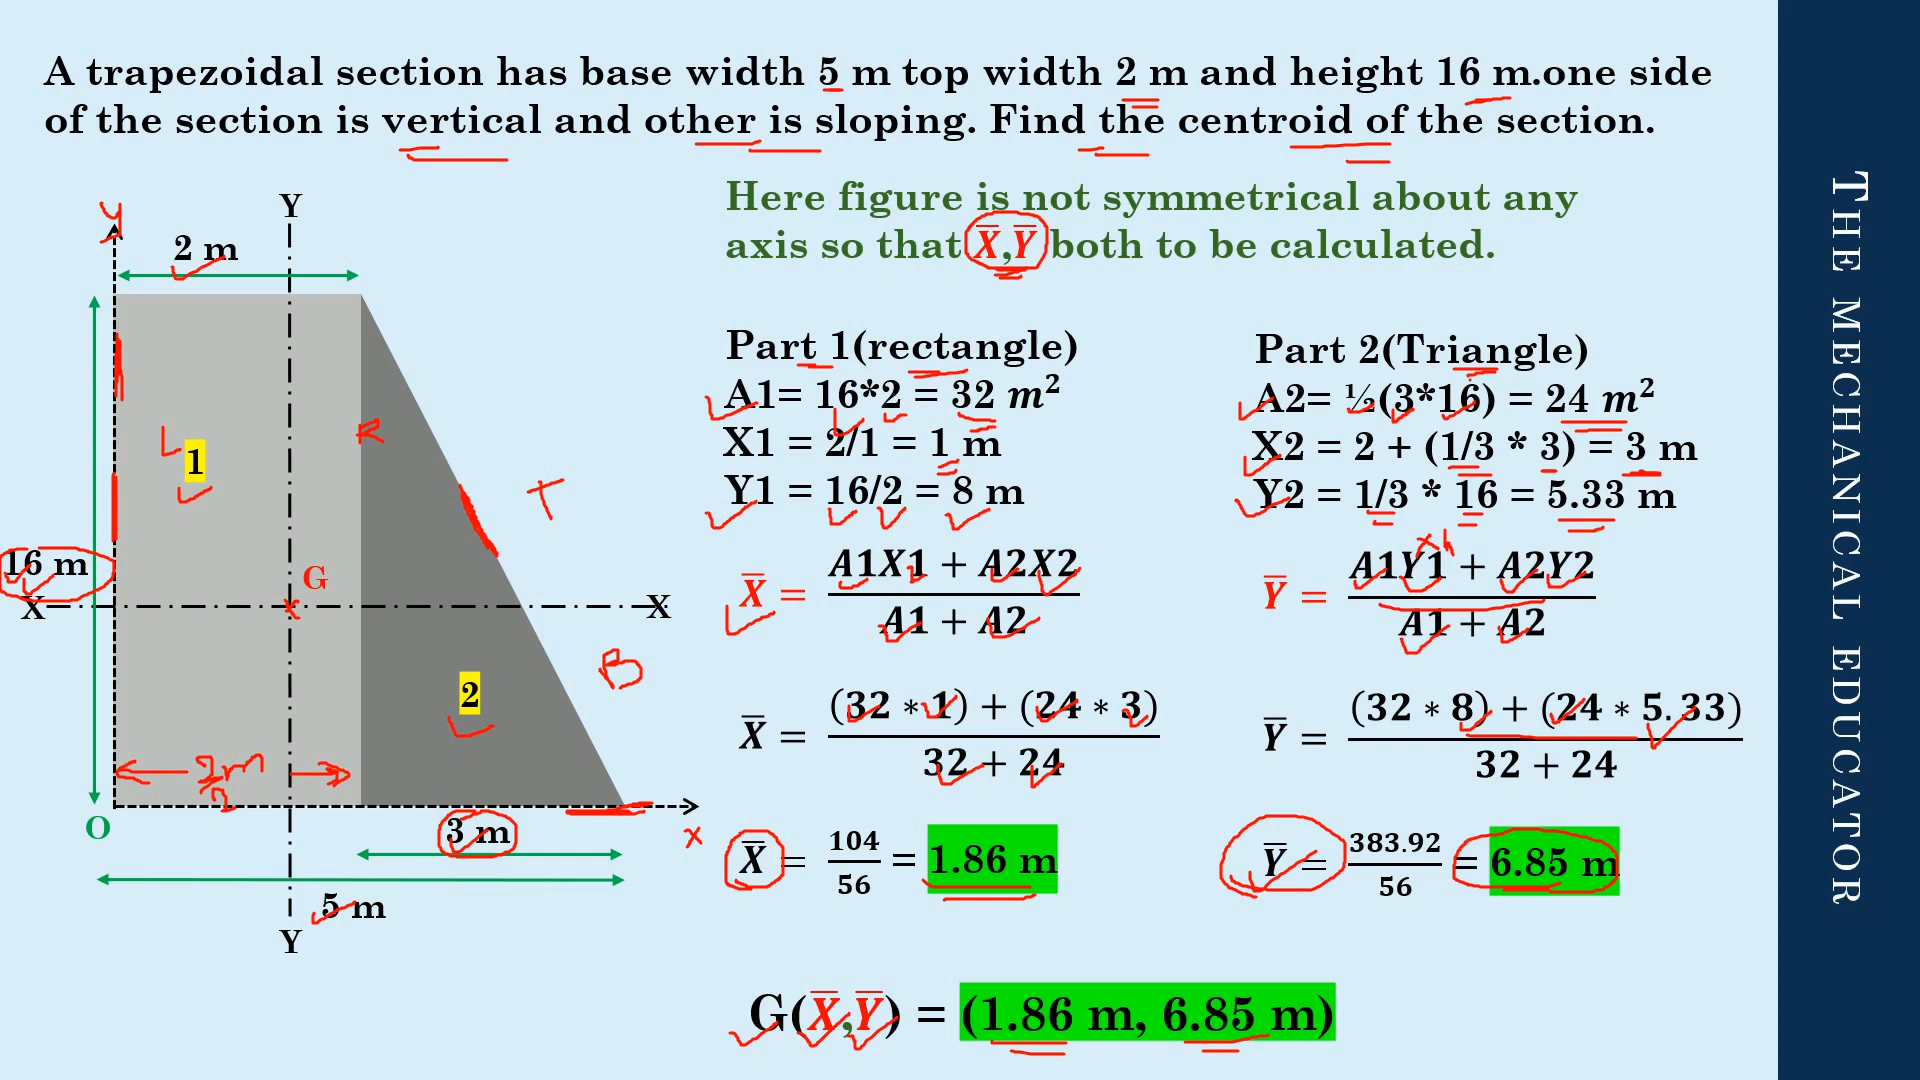 A trapezoidal section has base width 5 m top width 2 m and height 16 m.one side
of the section is vertical and other is sloping. Find the centroid of the section.
Here figure is not symmetrical about any
axis so that X̅,Y̅ both to be calculated.
y
Y
2 m
1
T
16 m
G
X
X
B
2
2m
2
O
3 m
x
5 m
Y
Part 1(rectangle)
A1= 16*2 = 32 m²
X1 = 2/1 = 1 m
Y1 = 16/2 = 8 m
X̅ = A1X1 + A2X2
A1 + A2
X̅ = (32 * 1) + (24 * 3)
32 + 24
X̅ = 104/56 = 1.86 m
Part 2(Triangle)
A2= ½(3*16) = 24 m²
X2 = 2 + (1/3 * 3) = 3 m
Y2 = 1/3 * 16 = 5.33 m
xh
Y̅ = A1Y1 + A2Y2
A1 + A2
Y̅ = (32 * 8) + (24 * 5.33)
32 + 24
Y̅ = 383.92/56 = 6.85 m
G(X̅,Y̅) = (1.86 m, 6.85 m)
THE MECHANICAL EDUCATOR